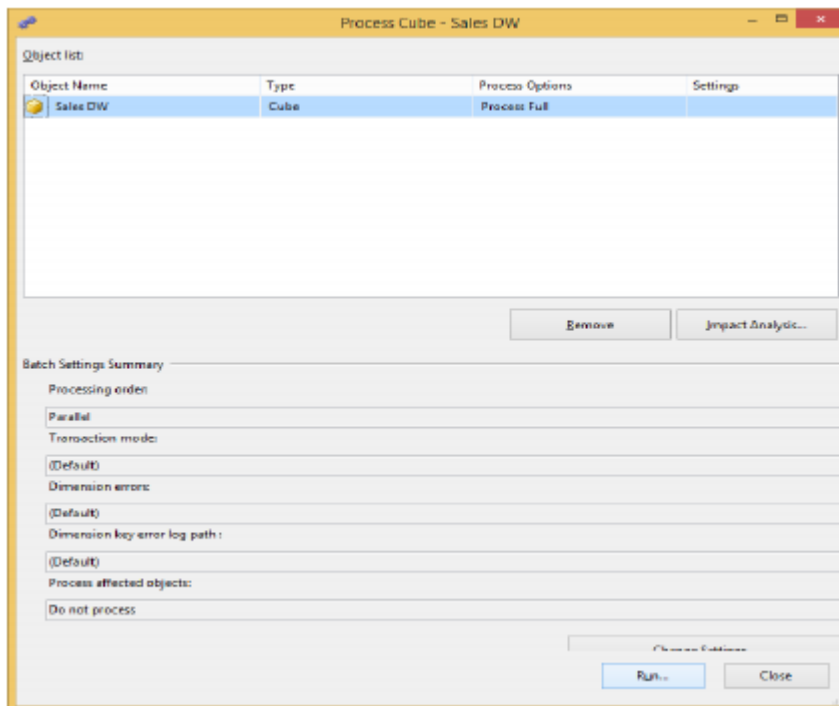 Process Cube - Sales DW
Object list:
Object Name Type Process Options Settings
Sales DW Cube Process Full
Remove Impact Analysis...
Batch Settings Summary
Processing order:
Parallel
Transaction mode:
(Default)
Dimension errors:
(Default)
Dimension key error log path :
(Default)
Process affected objects:
Do not process
Change Settings
Run... Close